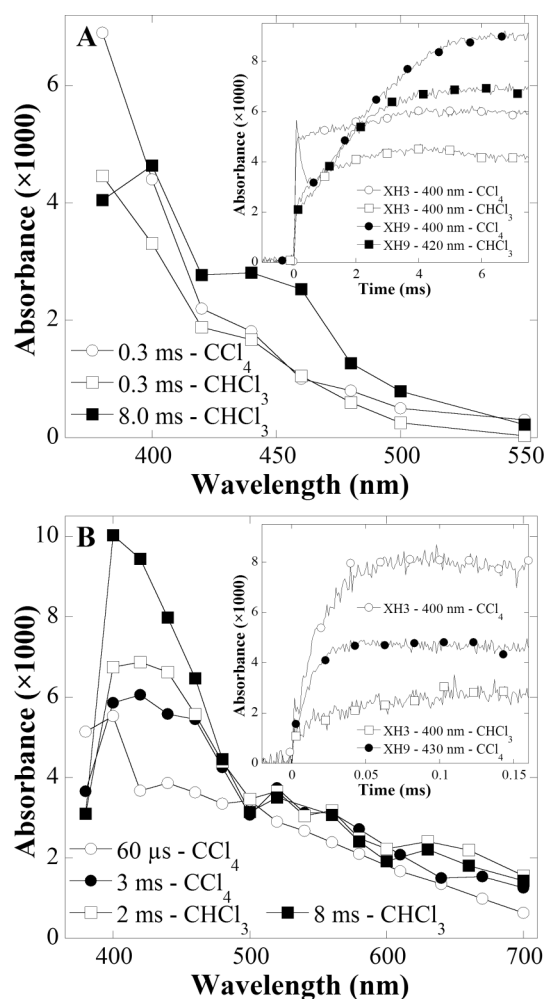 A
Absorbance (×1000)
6
4
2
0
400
450
500
550
Wavelength (nm)
0.3 ms - CCl₄
0.3 ms - CHCl₃
8.0 ms - CHCl₃
Absorbance (×1000)
8
6
4
2
0
0
2
4
6
Time (ms)
XH3 - 400 nm - CCl₄
XH3 - 400 nm - CHCl₃
XH9 - 400 nm - CCl₄
XH9 - 420 nm - CHCl₃
B
Absorbance (×1000)
10
8
6
4
2
0
400
500
600
700
Wavelength (nm)
60 µs - CCl₄
3 ms - CCl₄
2 ms - CHCl₃
8 ms - CHCl₃
Absorbance (×1000)
8
6
4
2
0
0
0.05
0.1
0.15
Time (ms)
XH3 - 400 nm - CCl₄
XH3 - 400 nm - CHCl₃
XH9 - 430 nm - CCl₄